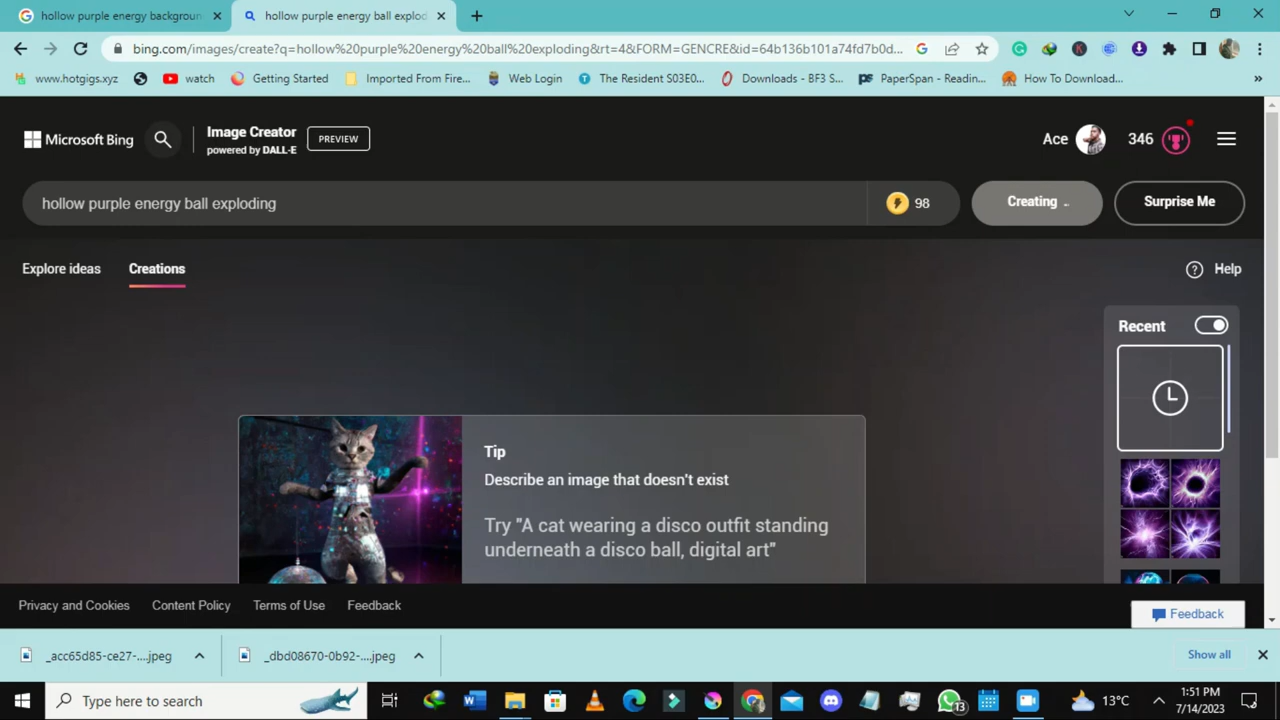 hollow purple energy backgroun
hollow purple energy ball explod
bing.com/images/create?q=hollow%20purple%20energy%20ball%20exploding&rt=4&FORM=GENCRE&id=64b136b101a74fd7b0d...
www.hotgigs.xyz
watch
Getting Started
Imported From Fire...
Web Login
The Resident S03E0...
Downloads - BF3 S...
PaperSpan - Readin...
How To Download...
»
Microsoft Bing
Image Creator
powered by DALL-E
PREVIEW
Ace
346
hollow purple energy ball exploding
98
Creating
Surprise Me
Explore ideas
Creations
Help
Recent
Tip
Describe an image that doesn't exist
Try "A cat wearing a disco outfit standing
underneath a disco ball, digital art"
Privacy and Cookies
Content Policy
Terms of Use
Feedback
Feedback
_acc65d85-ce27-....jpeg
_dbd08670-0b92-....jpeg
Show all
Type here to search
13
13°C
1:51 PM
7/14/2023